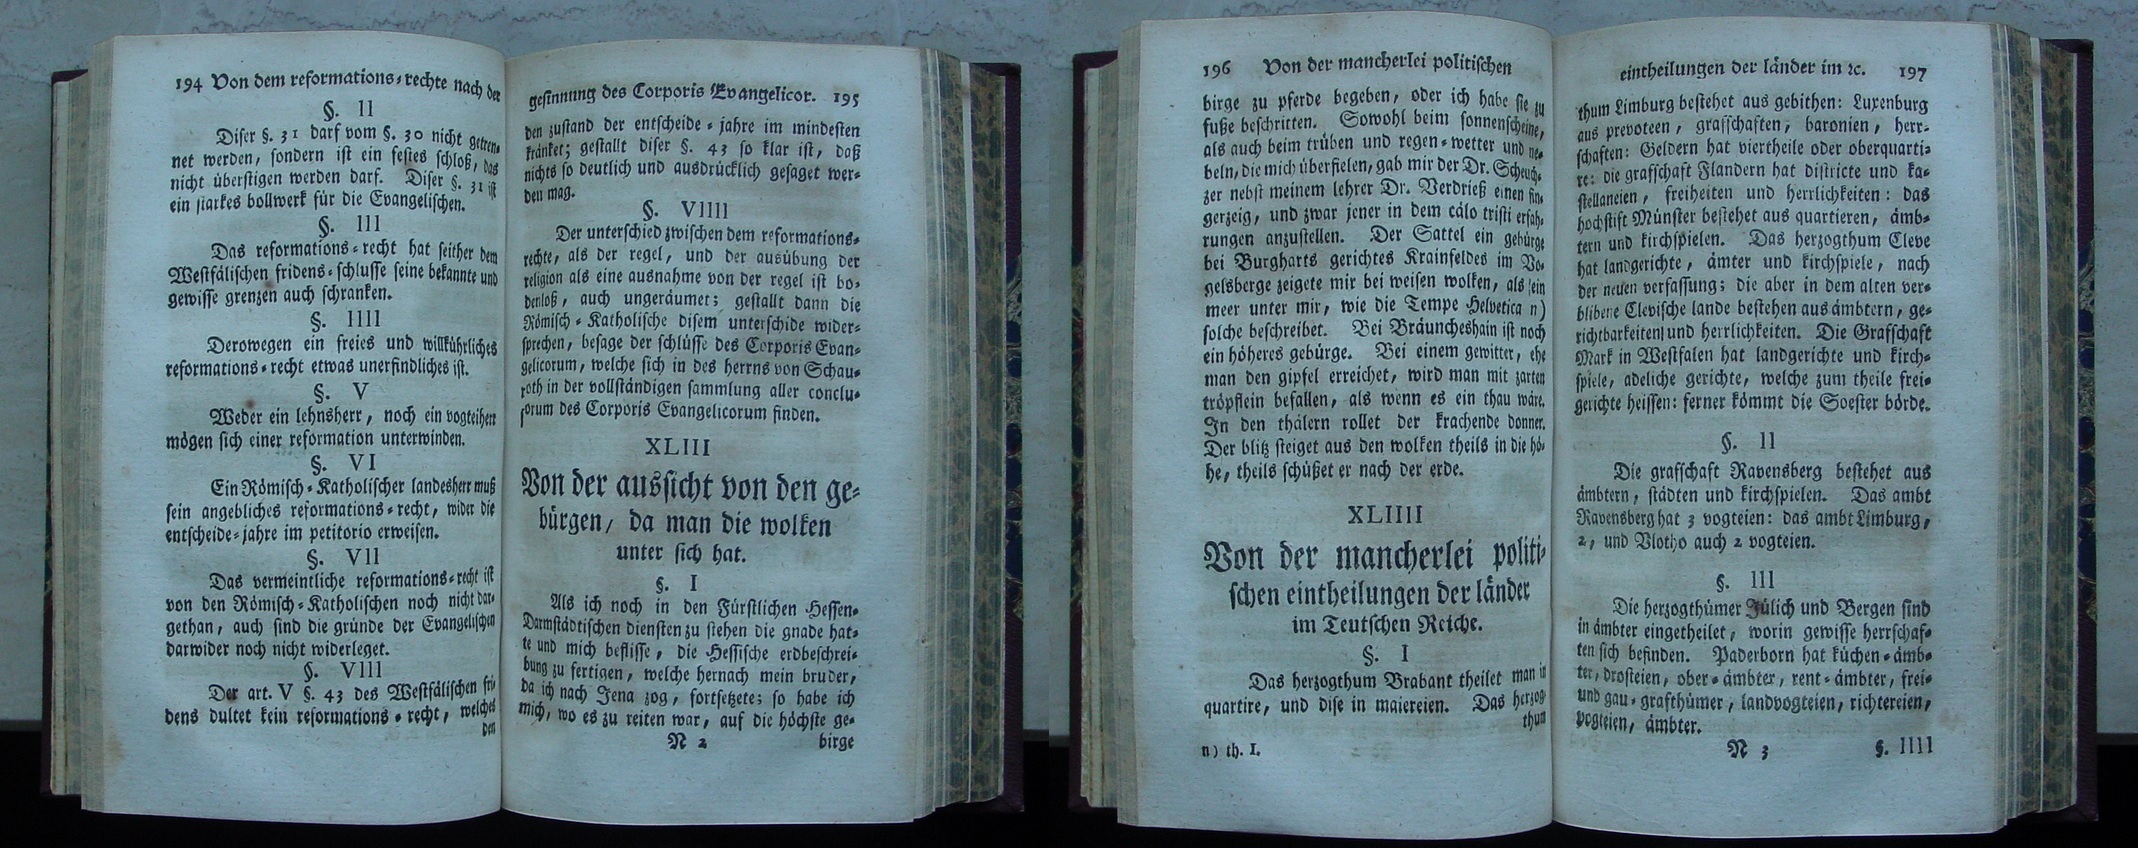 194 Von dem reformations-rechte nach der
§. II
Diser §. 31 darf vom §. 30 nicht getren-
net werden, sondern ist ein festes schloß, das
nicht überstigen werden darf. Diser §. 31 ist
ein starkes bollwerk für die Evangelischen.
§. III
Das reformations-recht hat seither dem
Westfälischen fridens-schlusse seine bekannte und
gewisse grenzen auch schranken.
§. IIII
Derowegen ein freies und willkührliches
reformations-recht etwas unerfindliches ist.
§. V
Weder ein lehnsherr, noch ein vogteiherr
mögen sich einer reformation unterwinden.
§. VI
Ein Römisch-Katholischer landesherr muß
sein angebliches reformations-recht, wider die
entscheide-jahre im petitorio erweisen.
§. VII
Das vermeintliche reformations-recht ist
von den Römisch-Katholischen noch nicht dar-
gethan, auch sind die gründe der Evangelischen
darwider noch nicht widerleget.
§. VIII
Der art. V §. 43 des Westfälischen fri-
dens dultet kein reformations-recht, welches
den
gesinnung des Corporis Evangelicor. 195
den zustand der entscheide-jahre im mindesten
kränket; gestallt diser §. 43 so klar ist, daß
nichts so deutlich und ausdrücklich gesaget wer-
den mag.
§. VIIII
Der unterschied zwischen dem reformations-
rechte, als der regel, und der ausübung der
religion als eine ausnahme von der regel ist bo-
denloß, auch ungeräumet; gestallt dann die
Römisch-Katholische disem unterschide wider-
sprechen, besage der schlüsse des Corporis Evan-
gelicorum, welche sich in des herrns von Schau-
roth in der vollständigen sammlung aller conclu-
sorum des Corporis Evangelicorum finden.
XLIII
Von der aussicht von den ge-
bürgen, da man die wolken
unter sich hat.
§. I
Als ich noch in den Fürstlichen Hessen-
Darmstädtischen diensten zu stehen die gnade hat-
te und mich beflisse, die Hessische erdbeschrei-
bung zu fertigen, welche hernach mein bruder,
da ich nach Jena zog, fortsetzete; so habe ich
mich, wo es zu reiten war, auf die höchste ge-
N 2 birge
196 Von der mancherlei politischen
birge zu pferde begeben, oder ich habe sie zu
fuße beschritten. Sowohl beim sonnenscheine,
als auch beim trüben und regen-wetter und ne-
beln, die mich überfielen, gab mir der Dr. Scheuch-
zer nebst meinem lehrer Dr. Verdrieß einen fin-
gerzeig, und zwar jener in dem cälo tristi erfah-
rungen anzustellen. Der Sattel ein gebürge
bei Burgharts gerichtes Krainfeldes im Vo-
gelsberge zeigete mir bei weisen wolken, als ein
meer unter mir, wie die Tempe Helvetica n)
solche beschreibet. Bei Bräuncheshain ist noch
ein höheres gebürge. Bei einem gewitter, ehe
man den gipfel erreichet, wird man mit zarten
tröpflein befallen, als wenn es ein thau wäre.
In den thälern rollet der krachende donner.
Der blitz steiget aus den wolken theils in die hö-
he, theils schüßet er nach der erde.
XLIIII
Von der mancherlei politi-
schen eintheilungen der länder
im Teutschen Reiche.
§. I
Das herzogthum Brabant theilet man in
quartire, und dise in maiereien. Das herzog-
thum
n) th. I.
eintheilungen der länder im ꝛc. 197
thum Limburg bestehet aus gebithen: Luxenburg
aus prevoteen, grafschaften, baronien, herr-
schaften: Geldern hat viertheile oder oberquarti-
re: die grafschaft Flandern hat districte und ka-
stellaneien, freiheiten und herrlichkeiten: das
hochstift Münster bestehet aus quartieren, ämb-
tern und kirchspielen. Das herzogthum Cleve
hat landgerichte, ämter und kirchspiele, nach
der neuen verfassung; die aber in dem alten ver-
blibene Clevische lande bestehen aus ämbtern, ge-
richtbarkeiten und herrlichkeiten. Die Grafschaft
Mark in Westfalen hat landgerichte und kirch-
spiele, adeliche gerichte, welche zum theile frei-
gerichte heissen: ferner kömmt die Soester börde.
§. II
Die grafschaft Ravensberg bestehet aus
ämbtern, städten und kirchspielen. Das ambt
Ravensberg hat 3 vogteien: das ambt Limburg,
2, und Vlotho auch 2 vogteien.
§. III
Die herzogthümer Jülich und Bergen sind
in ämbter eingetheilet, worin gewisse herrschaf-
ten sich befinden. Paderborn hat küchen-ämb-
ter, drosteien, ober-ämbter, rent-ämbter, frei-
und gau-grafthümer, landvogteien, richtereien,
vogteien, ämbter.
N 3 §. IIII